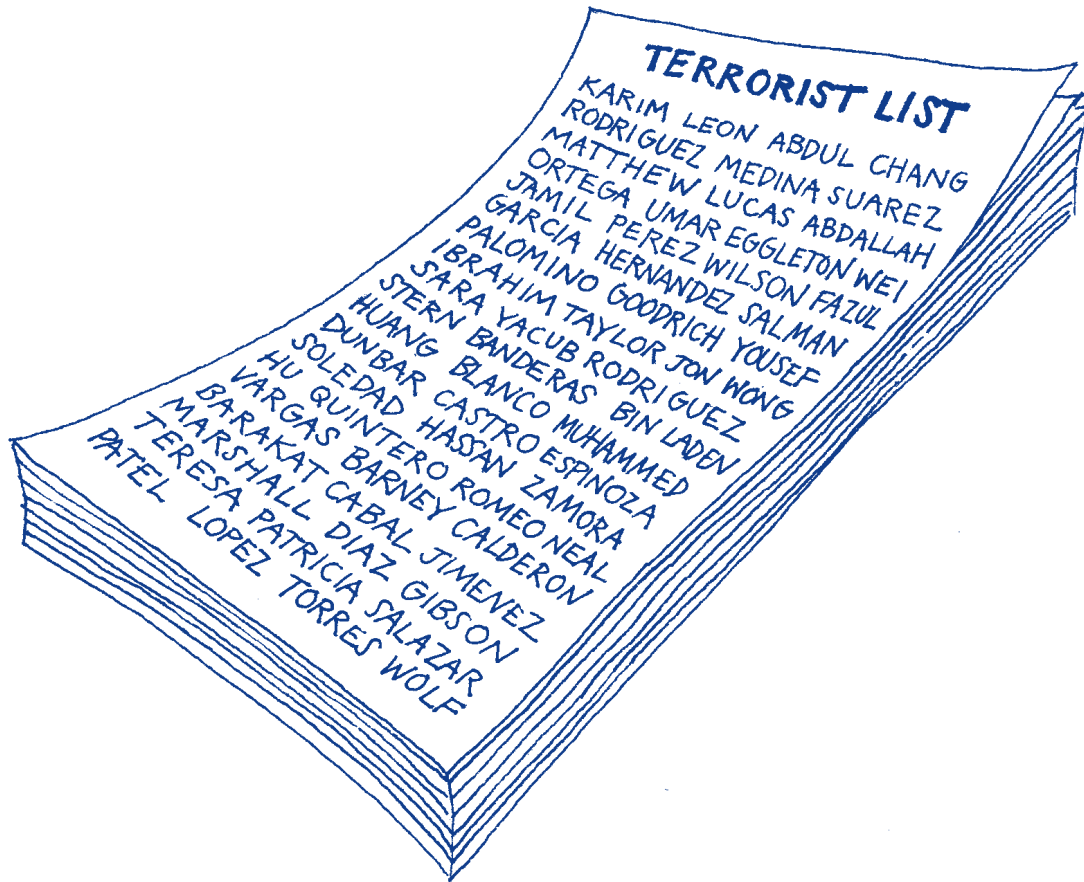 TERRORIST LIST
KARIM LEON ABDUL CHANG
RODRIGUEZ MEDINA SUAREZ
MATTHEW LUCAS ABDALLAH
ORTEGA UMAR EGGLETON WEI
JAMIL PEREZ WILSON FAZUL
GARCIA HERNANDEZ SALMAN
PALOMINO GOODRICH YOUSEF
IBRAHIM TAYLOR JON WONG
SARA YACUB RODRIGUEZ
STERN BANDERAS BIN LADEN
HUANG BLANCO MUHAMMED
DUNBAR CASTRO ESPINOZA
SOLEDAD HASSAN ZAMORA
HU QUINTERO ROMEO NEAL
VARGAS BARNEY CALDERON
BARAKAT CABAL JIMENEZ
MARSHALL DIAZ GIBSON
TERESA PATRICIA SALAZAR
PATEL LOPEZ TORRES WOLF